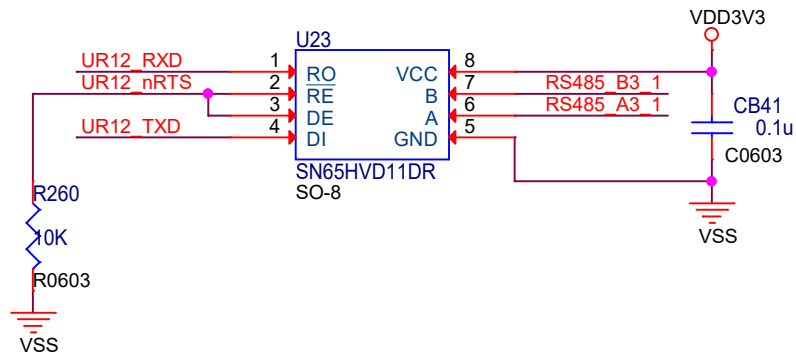 VDD3V3
U23
UR12_RXD 1 RO VCC 8
UR12_nRTS 2 RE B 7 RS485_B3_1
3 DE A 6 RS485_A3_1
UR12_TXD 4 DI GND 5
CB41
0.1u
C0603
SN65HVD11DR
SO-8
R260
10K
R0603
VSS
VSS